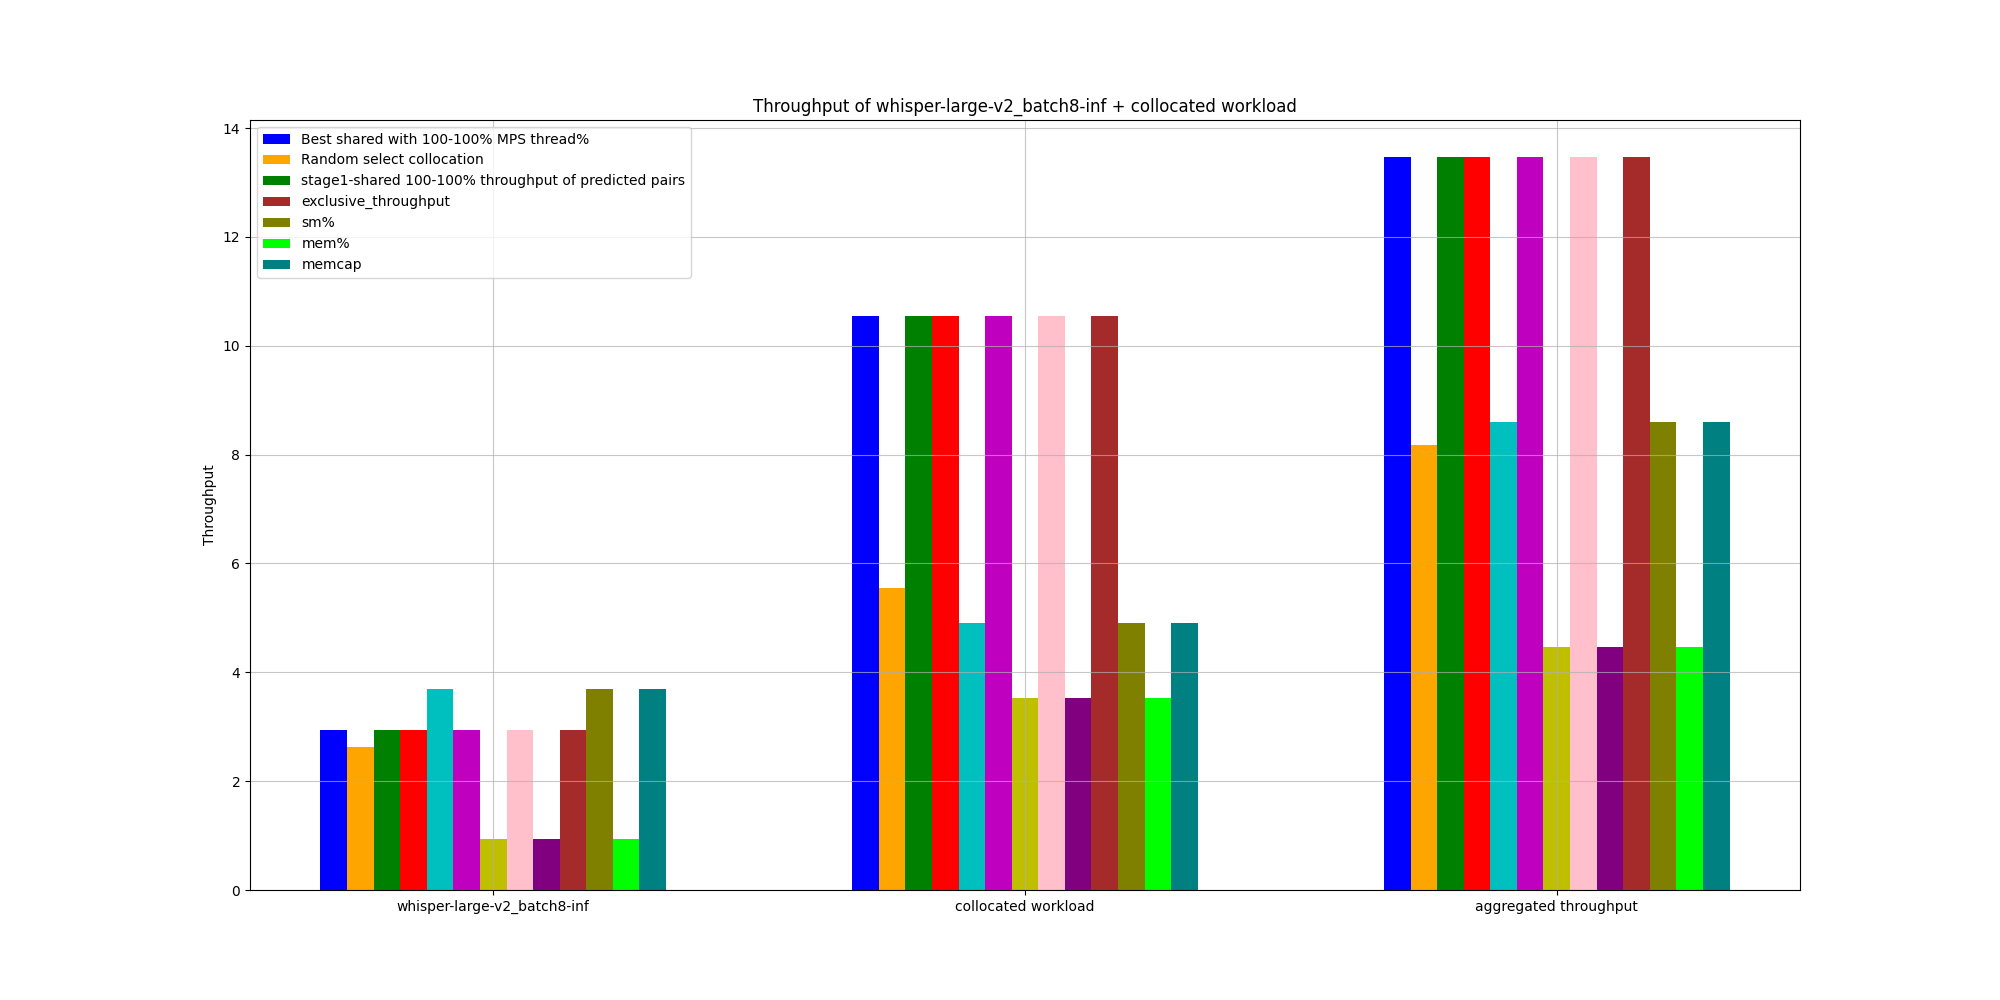 Throughput of whisper-large-v2_batch8-inf + collocated workload
Best shared with 100-100% MPS thread%
Random select collocation
stage1-shared 100-100% throughput of predicted pairs
exclusive_throughput
sm%
mem%
memcap
Throughput
14
12
10
8
6
4
2
0
whisper-large-v2_batch8-inf
collocated workload
aggregated throughput